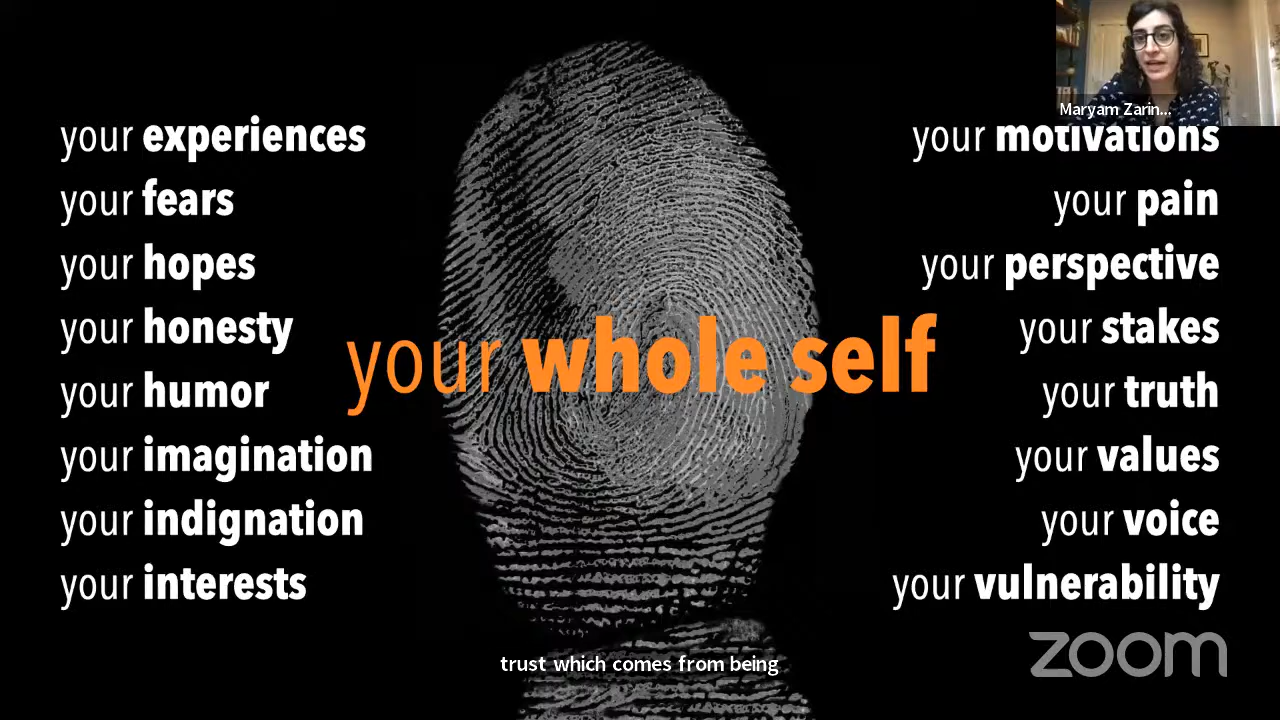 Maryam Zarin...
your experiences
your fears
your hopes
your honesty
your humor
your imagination
your indignation
your interests
your whole self
your motivations
your pain
your perspective
your stakes
your truth
your values
your voice
your vulnerability
zoom
trust which comes from being